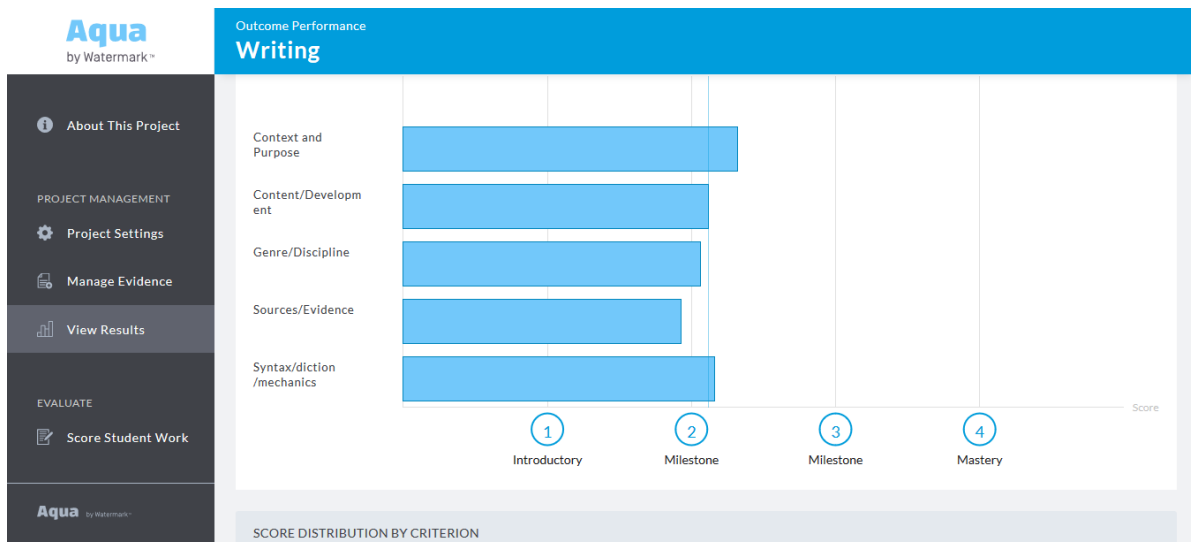 Aqua
by Watermark™
Outcome Performance
Writing
About This Project
PROJECT MANAGEMENT
Project Settings
Manage Evidence
View Results
EVALUATE
Score Student Work
Aqua by Watermark™
Context and
Purpose
Content/Developm
ent
Genre/Discipline
Sources/Evidence
Syntax/diction
/mechanics
Score
1 2 3 4
Introductory Milestone Milestone Mastery
SCORE DISTRIBUTION BY CRITERION